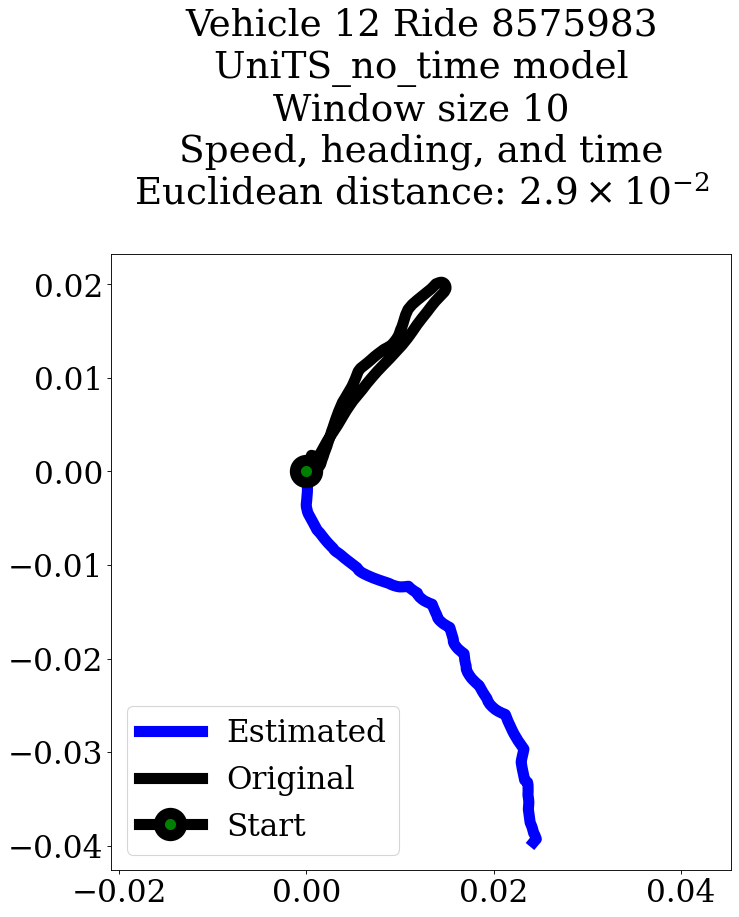 Vehicle 12 Ride 8575983
UniTS_no_time model
Window size 10
Speed, heading, and time
Euclidean distance: 2.9 × 10⁻²
0.02
0.01
0.00
−0.01
−0.02
−0.03
−0.04
Estimated
Original
Start
−0.02 0.00 0.02 0.04